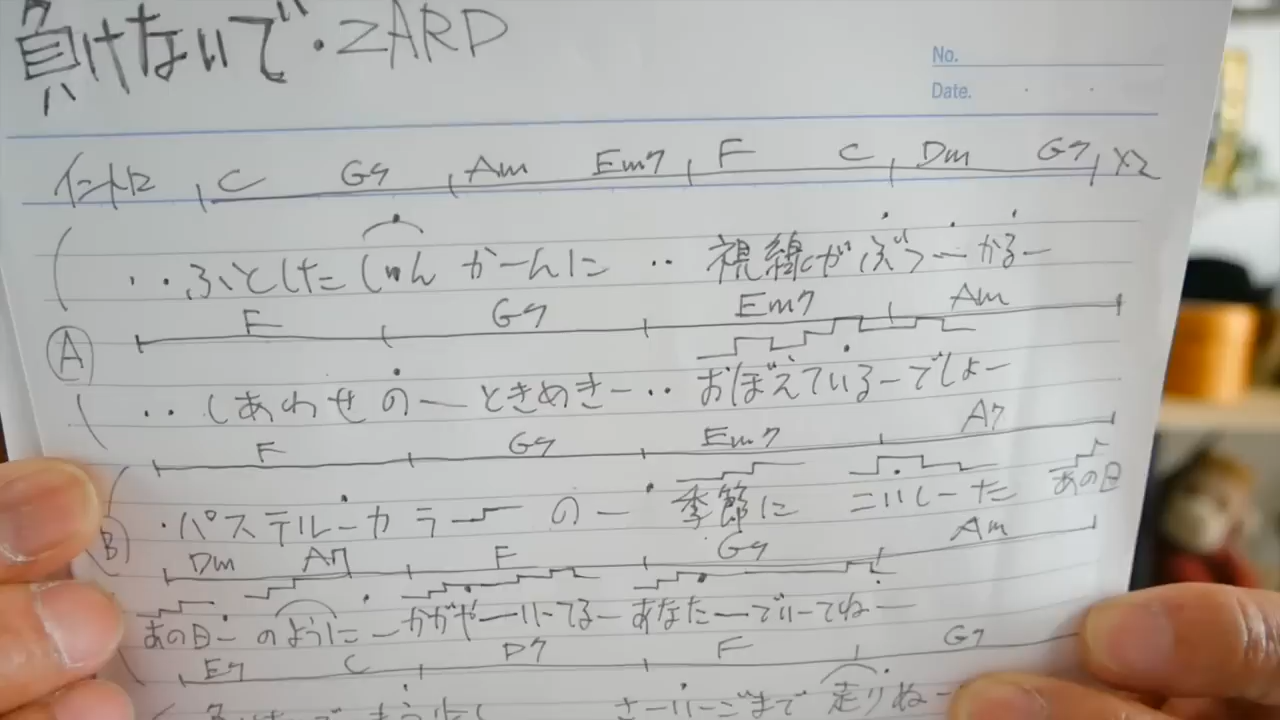 負けないで・ZARD
No.
Date.
イントロ C G7 Am Em7 F C Dm G7 ×2
・・ふとした しゅん かーんに ・・ 視線がぶつーかるー
F G7 Em7 Am
A
・・しあわせ のー ときめきー・・ おぼえているーでしょー
F G7 Em7 A7
・パステルーカラー のー 季節に こいしーた あの日
B
Dm A7 F G7 Am
あの日ー のようにーかがやーいーてるー あなたーでいーてねー
E7 C D7 F G7
さーいーごまで 走りぬー